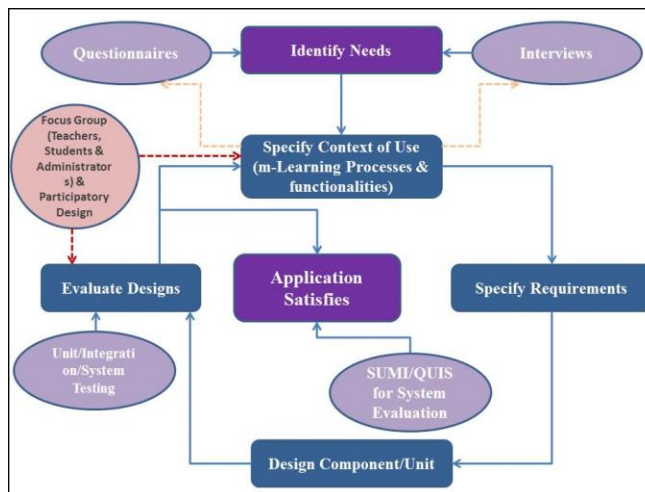 Questionnaires
Identify Needs
Interviews
Focus Group
(Teachers,
Students &
Administrator
s) &
Participatory
Design
Specify Context of Use
(m-Learning Processes &
functionalities)
Evaluate Designs
Application
Satisfies
Specify Requirements
Unit/Integrati
on/System
Testing
SUMI/QUIS
for System
Evaluation
Design Component/Unit